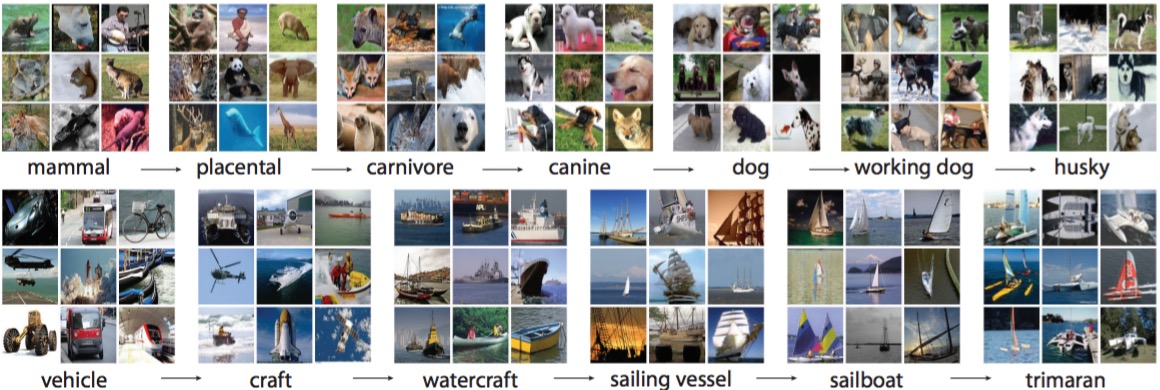 mammal placental carnivore canine dog working dog husky
vehicle craft watercraft sailing vessel sailboat trimaran